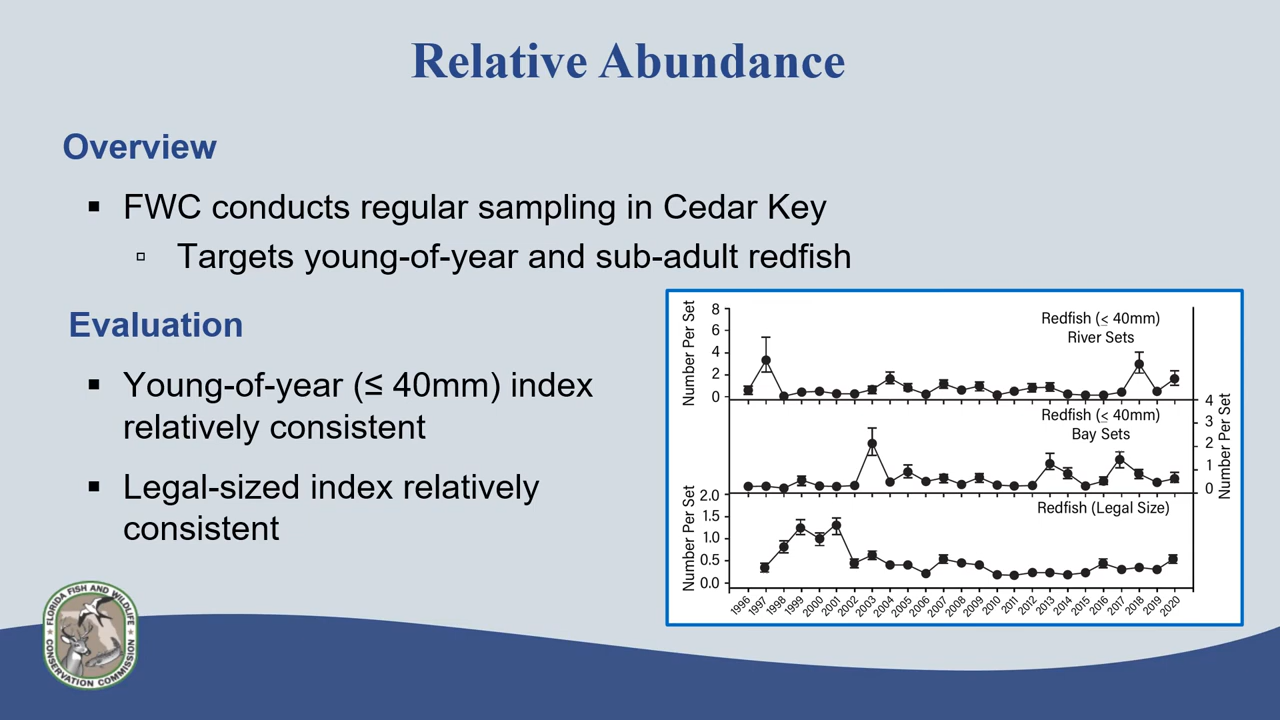 Relative Abundance
Overview
▪ FWC conducts regular sampling in Cedar Key
▫ Targets young-of-year and sub-adult redfish
Evaluation
▪ Young-of-year (≤ 40mm) index
relatively consistent
▪ Legal-sized index relatively
consistent
Number Per Set
8
6
4
2
0
Redfish (≤ 40mm)
River Sets
Redfish (≤ 40mm)
Bay Sets
4
3
2
1
0
Number Per Set
Number Per Set
2.0
1.5
1.0
0.5
0.0
Redfish (Legal Size)
1996 1997 1998 1999 2000 2001 2002 2003 2004 2005 2006 2007 2008 2009 2010 2011 2012 2013 2014 2015 2016 2017 2018 2019 2020
FLORIDA FISH AND WILDLIFE
CONSERVATION COMMISSION